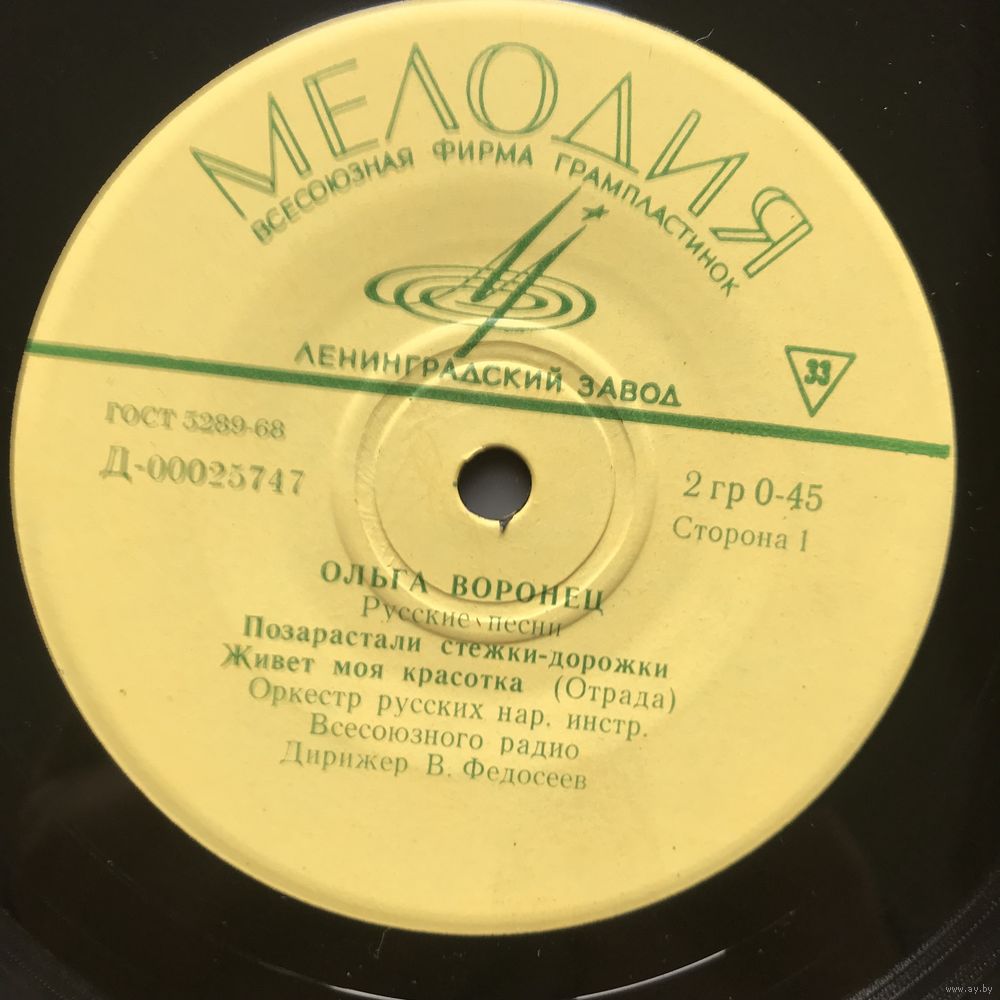 МЕЛОДИЯ
ВСЕСОЮЗНАЯ ФИРМА ГРАМПЛАСТИНОК
ЛЕНИНГРАДСКИЙ ЗАВОД
33
ГОСТ 5289-68
Д-00025747
2 гр 0-45
Сторона 1
ОЛЬГА ВОРОНЕЦ
Русские песни
Позарастали стежки-дорожки
Живет моя красотка (Отрада)
Оркестр русских нар. инстр.
Всесоюзного радио
Дирижер В. Федосеев
www.ay.by